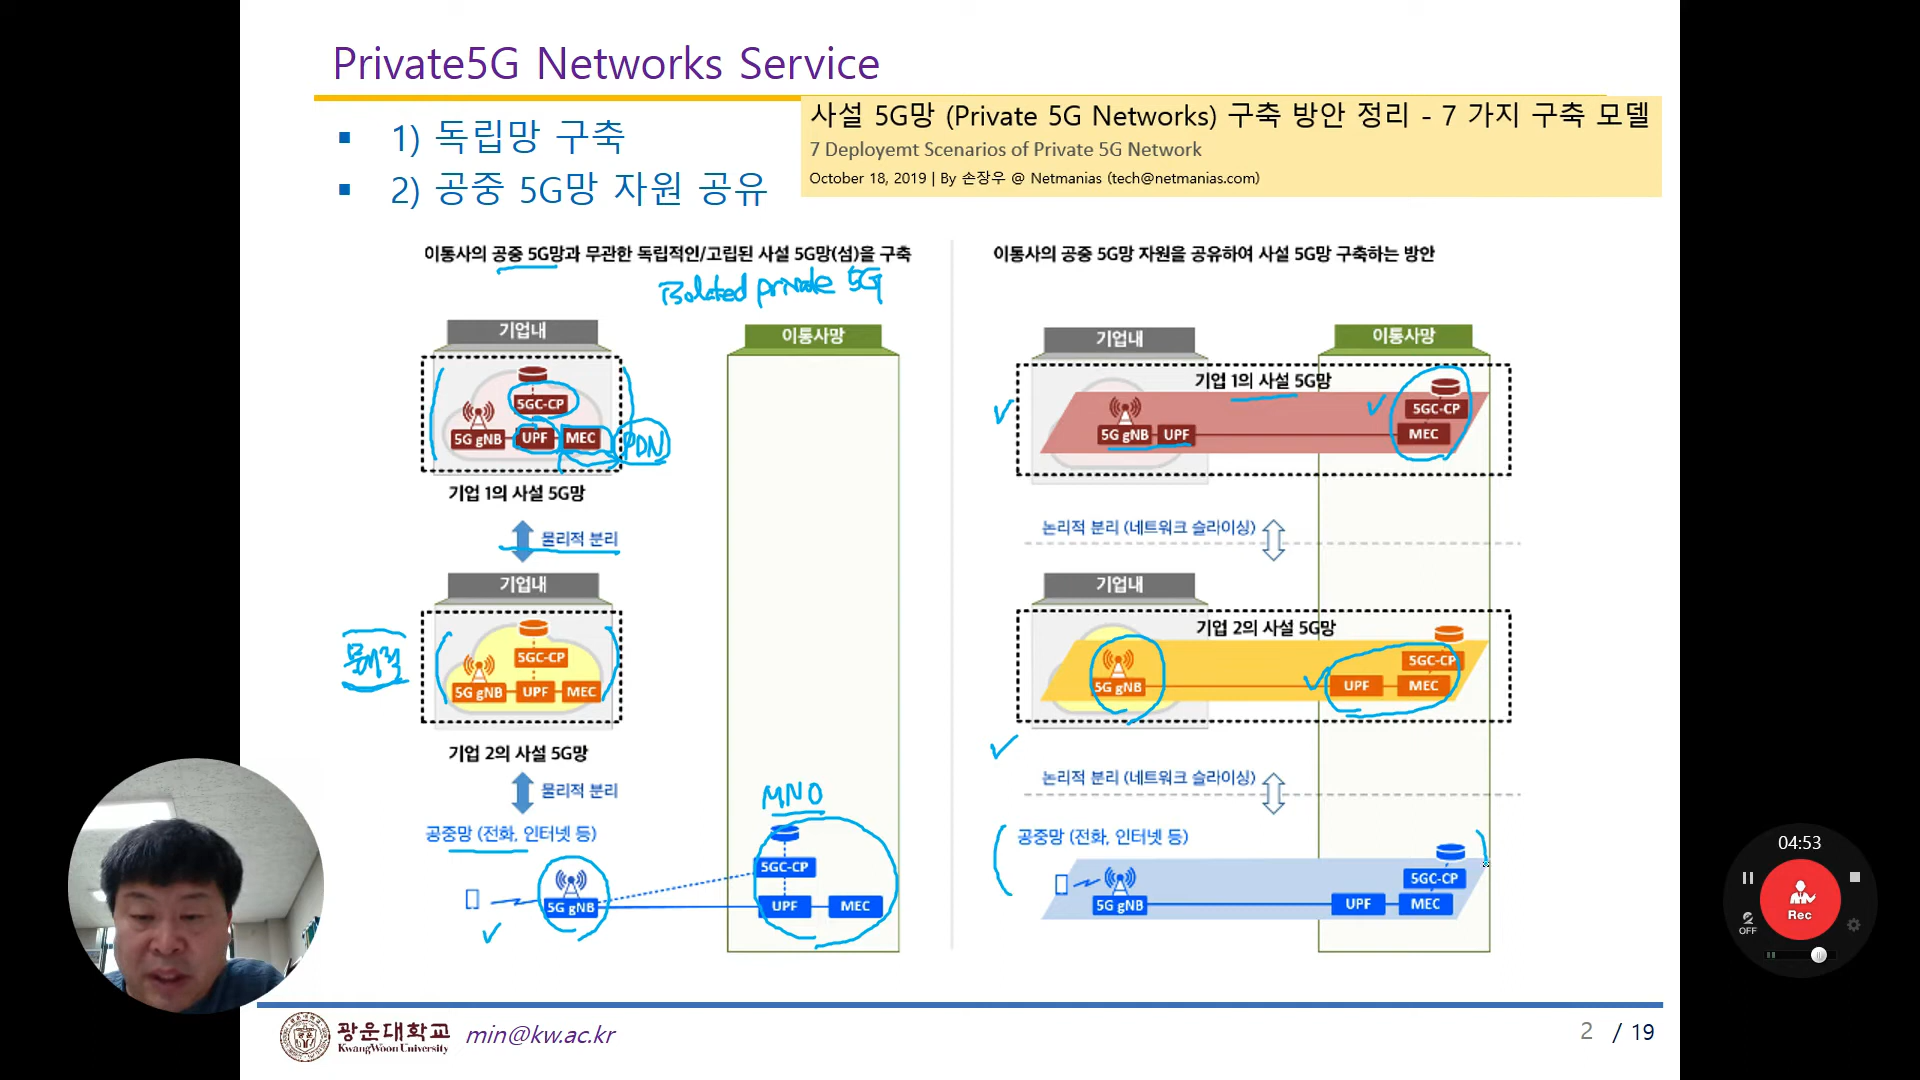 Private5G Networks Service
사설 5G망 (Private 5G Networks) 구축 방안 정리 - 7 가지 구축 모델
7 Deployemt Scenarios of Private 5G Network
October 18, 2019 | By 손장우 @ Netmanias (tech@netmanias.com)
▪ 1) 독립망 구축
▪ 2) 공중 5G망 자원 공유
이통사의 공중 5G망과 무관한 독립적인/고립된 사설 5G망(섬)을 구축
private 5G
기업내
이통사망
5GC-CP
5G gNB
UPF
MEC
PDN
기업 1의 사설 5G망
물리적 분리
기업내
5GC-CP
5G gNB
UPF
MEC
기업 2의 사설 5G망
물리적 분리
MNO
공중망 (전화, 인터넷 등)
5GC-CP
5G gNB
UPF
MEC
이통사의 공중 5G망 자원을 공유하여 사설 5G망 구축하는 방안
기업내
이통사망
기업 1의 사설 5G망
5GC-CP
5G gNB
UPF
MEC
논리적 분리 (네트워크 슬라이싱)
기업내
기업 2의 사설 5G망
5GC-CP
5G gNB
UPF
MEC
논리적 분리 (네트워크 슬라이싱)
공중망 (전화, 인터넷 등)
5GC-CP
5G gNB
UPF
MEC
04:53
Rec
OFF
광운대학교
KwangWoon University
min@kw.ac.kr
2 / 19